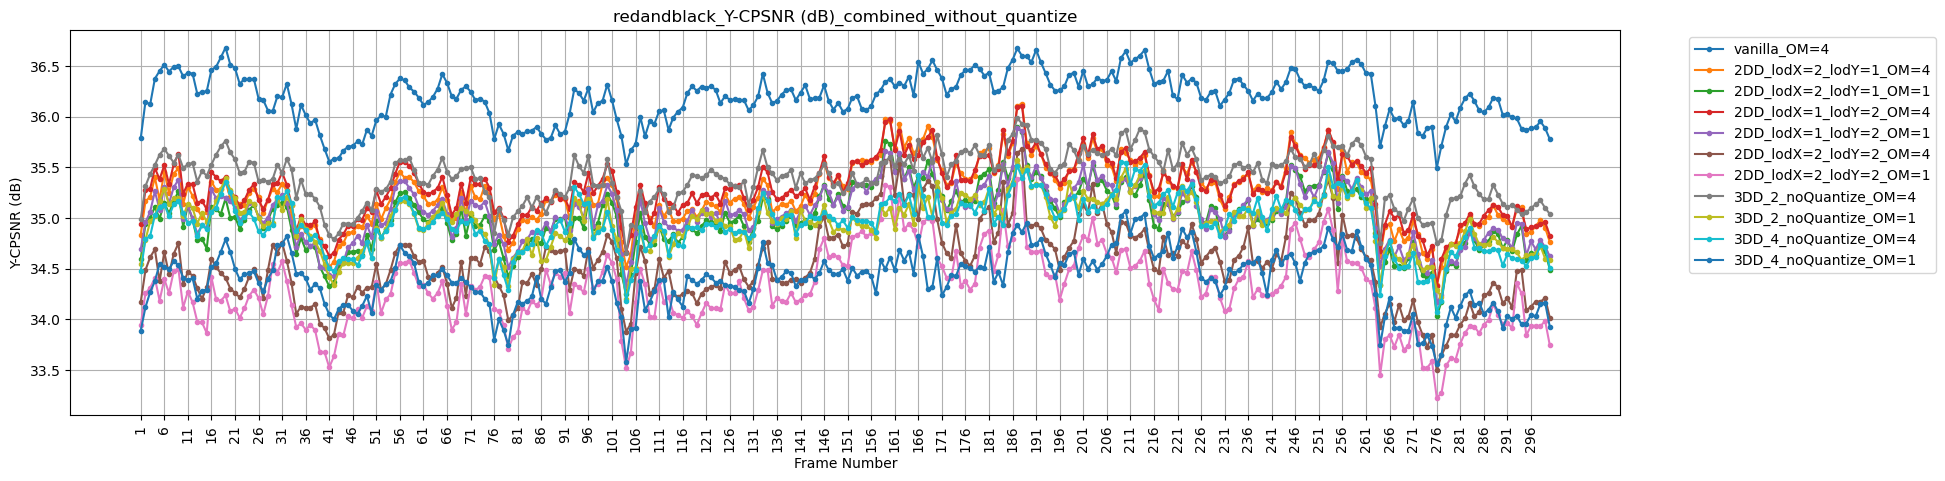 redandblack_Y-CPSNR (dB)_combined_without_quantize
Y-CPSNR (dB)
36.5
36.0
35.5
35.0
34.5
34.0
33.5
1 6 11 16 21 26 31 36 41 46 51 56 61 66 71 76 81 86 91 96 101 106 111 116 121 126 131 136 141 146 151 156 161 166 171 176 181 186 191 196 201 206 211 216 221 226 231 236 241 246 251 256 261 266 271 276 281 286 291 296
Frame Number
vanilla_OM=4
2DD_lodX=2_lodY=1_OM=4
2DD_lodX=2_lodY=1_OM=1
2DD_lodX=1_lodY=2_OM=4
2DD_lodX=1_lodY=2_OM=1
2DD_lodX=2_lodY=2_OM=4
2DD_lodX=2_lodY=2_OM=1
3DD_2_noQuantize_OM=4
3DD_2_noQuantize_OM=1
3DD_4_noQuantize_OM=4
3DD_4_noQuantize_OM=1